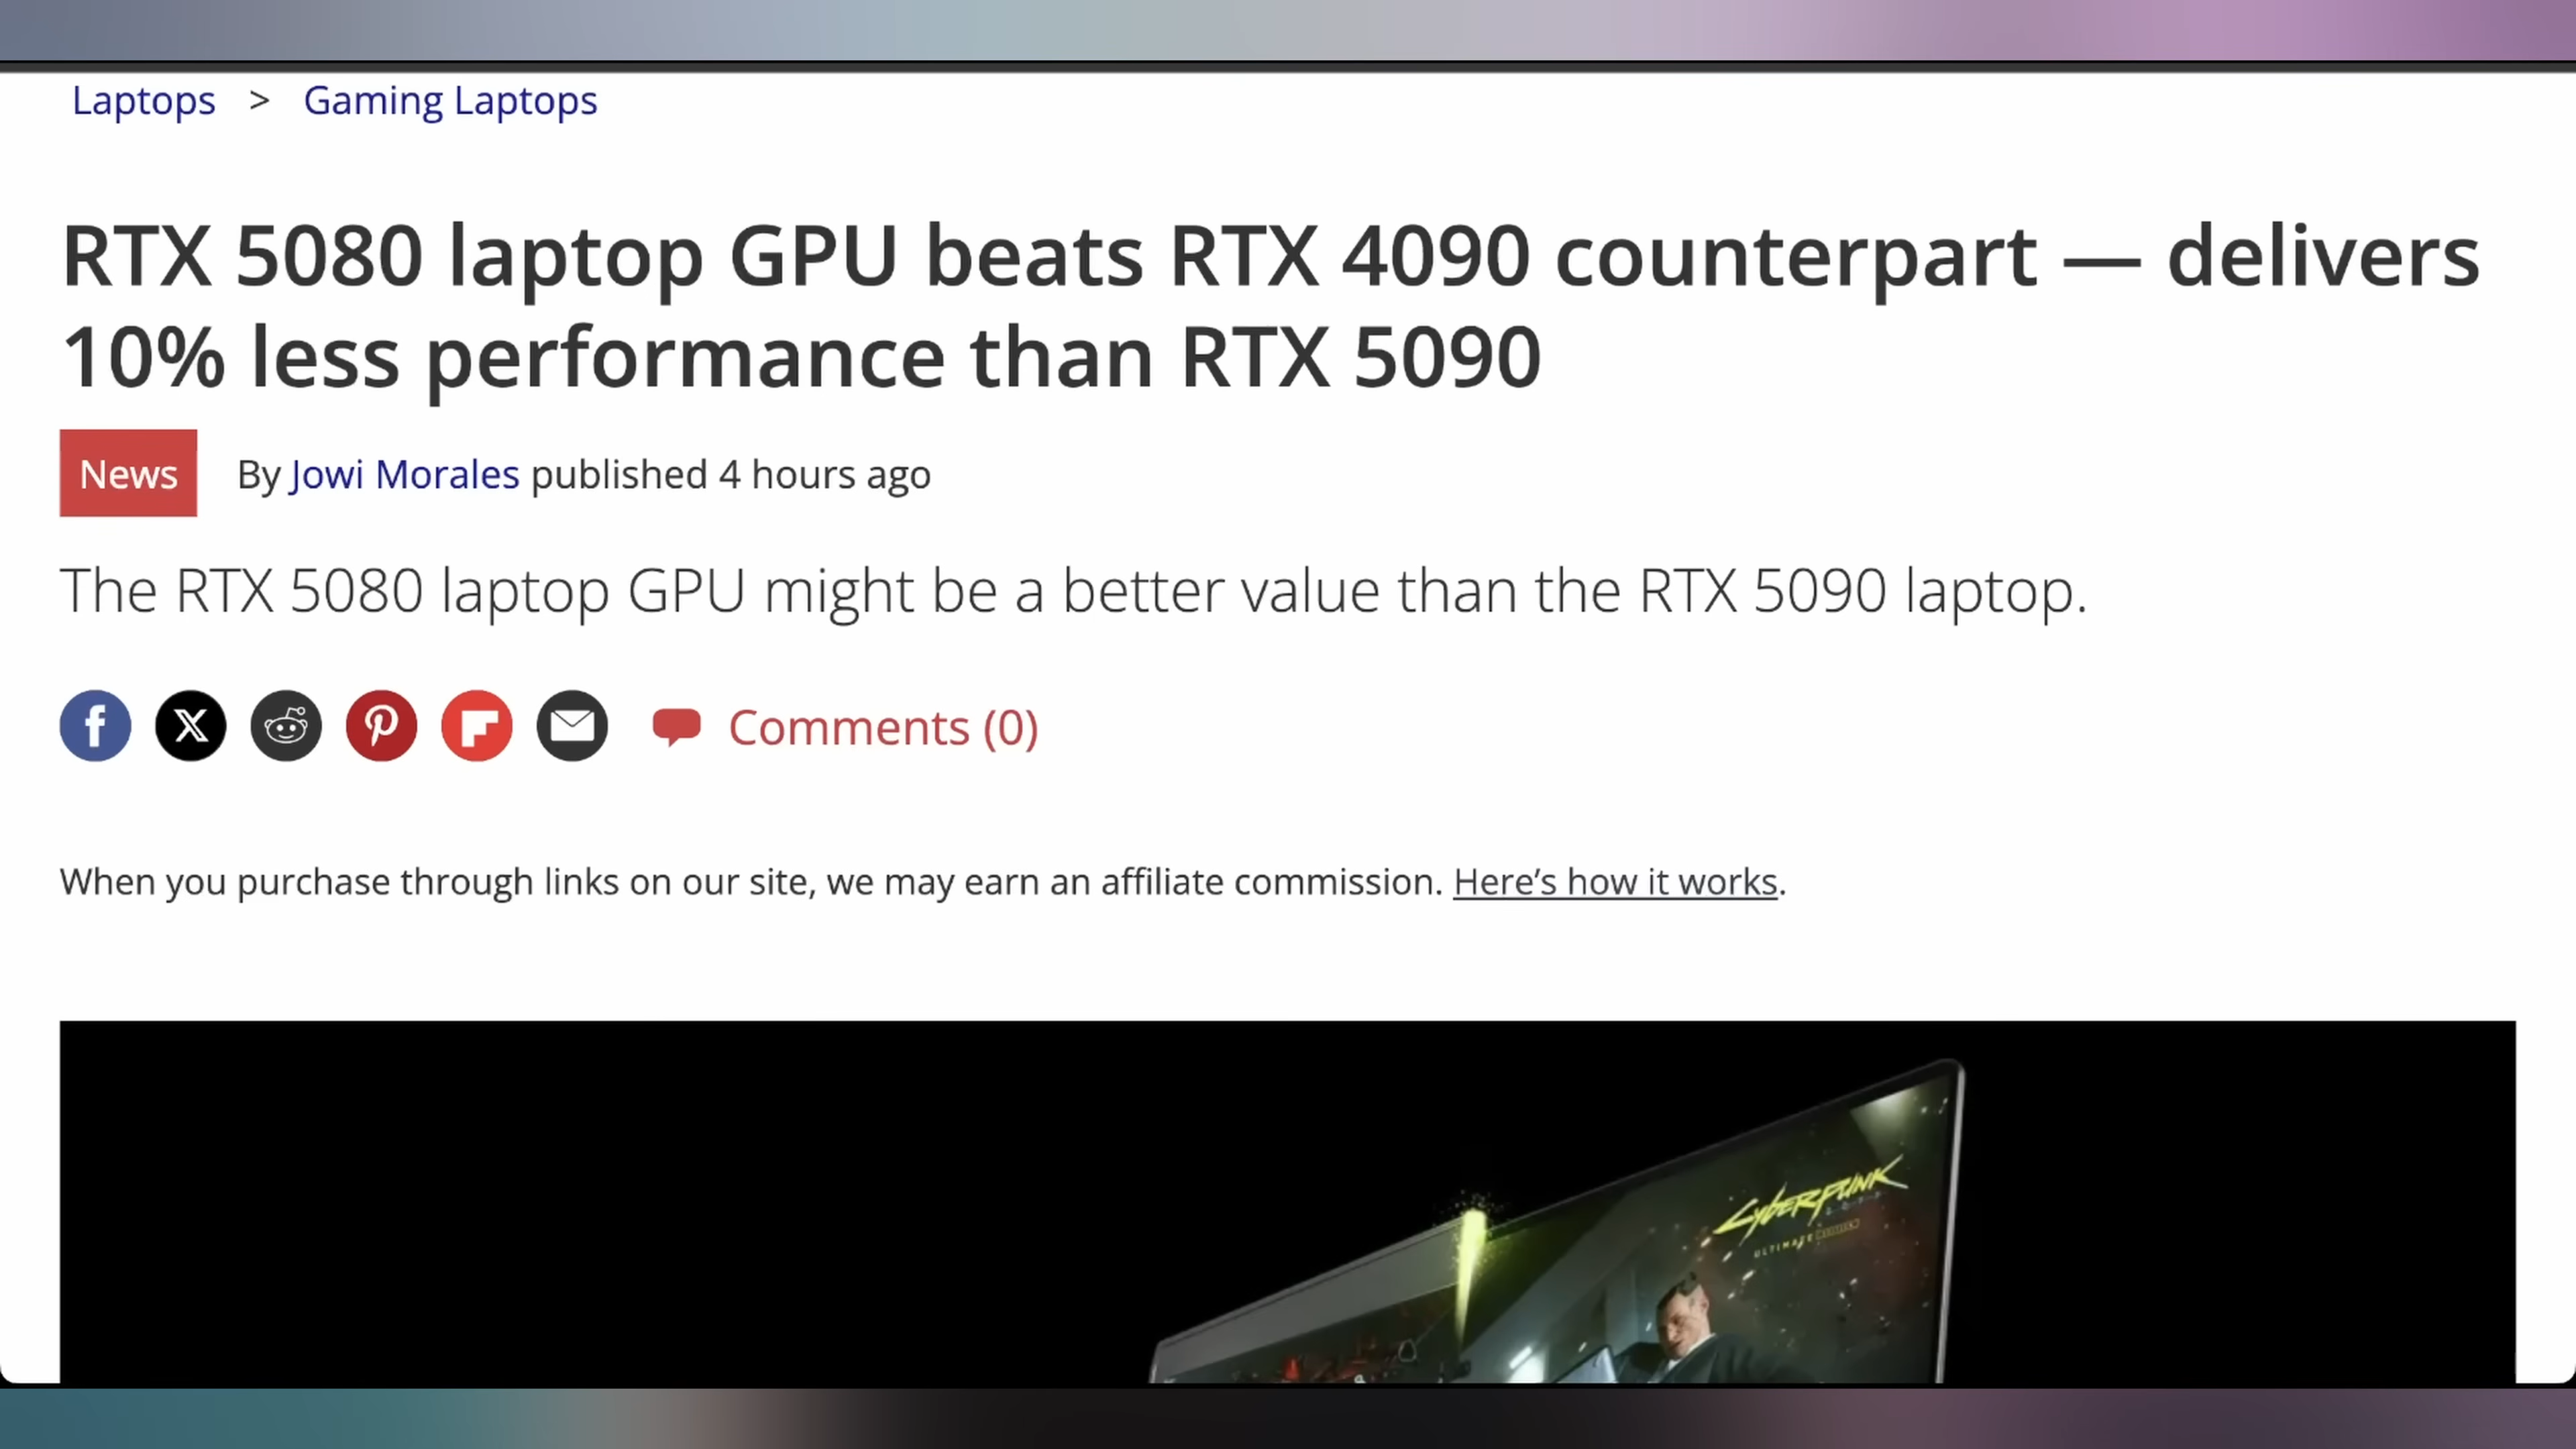 Laptops > Gaming Laptops
RTX 5080 laptop GPU beats RTX 4090 counterpart — delivers
10% less performance than RTX 5090
News By Jowi Morales published 4 hours ago
The RTX 5080 laptop GPU might be a better value than the RTX 5090 laptop.
Comments (0)
When you purchase through links on our site, we may earn an affiliate commission. Here’s how it works.
CYBERPUNK
ULTIMATE